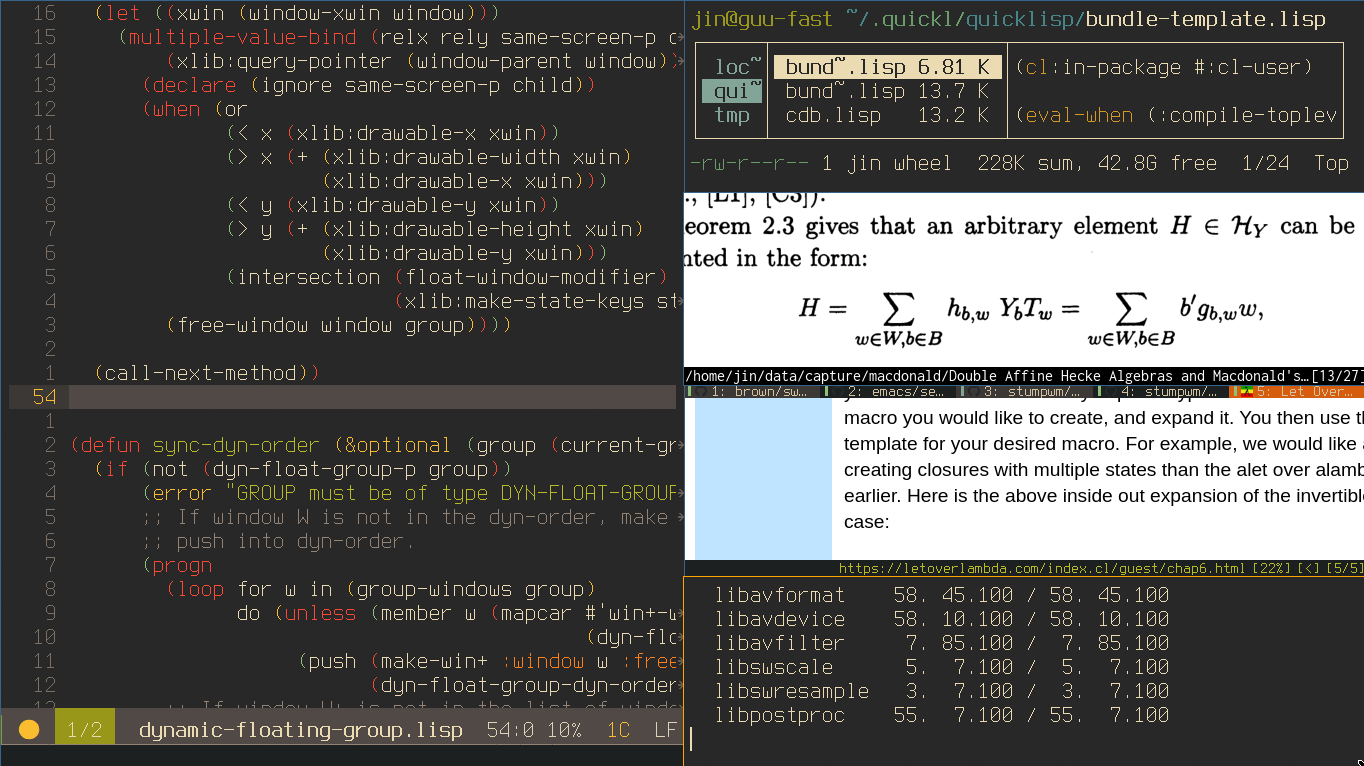 16 (let ((xwin (window-xwin window)))
15 (multiple-value-bind (relx rely same-screen-p c
14 (xlib:query-pointer (window-parent window))
13 (declare (ignore same-screen-p child))
12 (when (or
11 (< x (xlib:drawable-x xwin))
10 (> x (+ (xlib:drawable-width xwin)
9 (xlib:drawable-x xwin)))
8 (< y (xlib:drawable-y xwin))
7 (> y (+ (xlib:drawable-height xwin)
6 (xlib:drawable-y xwin)))
5 (intersection (float-window-modifier)
4 (xlib:make-state-keys st
3 (free-window window group))))
2
1 (call-next-method))
54
1
2 (defun sync-dyn-order (&optional (group (current-gr
3 (if (not (dyn-float-group-p group))
4 (error "GROUP must be of type DYN-FLOAT-GROUP
5 ;; If window W is not in the dyn-order, make
6 ;; push into dyn-order.
7 (progn
8 (loop for w in (group-windows group)
9 do (unless (member w (mapcar #'win+-w
10 (dyn-flo
11 (push (make-win+ :window w :free
12 (dyn-float-group-dyn-order
1/2 dynamic-floating-group.lisp 54:0 10% 1C LF
jin@guu-fast ~/.quickl/quicklisp/bundle-template.lisp
loc~ bund~.lisp 6.81 K (cl:in-package #:cl-user)
qui~ bund~.lisp 13.7 K
tmp cdb.lisp 13.2 K (eval-when (:compile-toplev
-rw-r--r-- 1 jin wheel 228K sum, 42.8G free 1/24 Top
., [L1], [C3]).
eorem 2.3 gives that an arbitrary element H ∈ ℋ_Y can be
nted in the form:
H = ∑_{w∈W,b∈B} h_{b,w} Y_bT_w = ∑_{w∈W,b∈B} b′g_{b,w}w,
/home/jin/data/capture/macdonald/Double Affine Hecke Algebras and Macdonald's…[13/27]
1: brown/sw… 2: emacs/se… 3: stumpwm/… 4: stumpwm/… 5: Let Over…
macro you would like to create, and expand it. You then use t
template for your desired macro. For example, we would like a
creating closures with multiple states than the alet over alamb
earlier. Here is the above inside out expansion of the invertible
case:
https://letoverlambda.com/index.cl/guest/chap6.html [22%] [<] [5/5]
libavformat 58. 45.100 / 58. 45.100
libavdevice 58. 10.100 / 58. 10.100
libavfilter 7. 85.100 / 7. 85.100
libswscale 5. 7.100 / 5. 7.100
libswresample 3. 7.100 / 3. 7.100
libpostproc 55. 7.100 / 55. 7.100